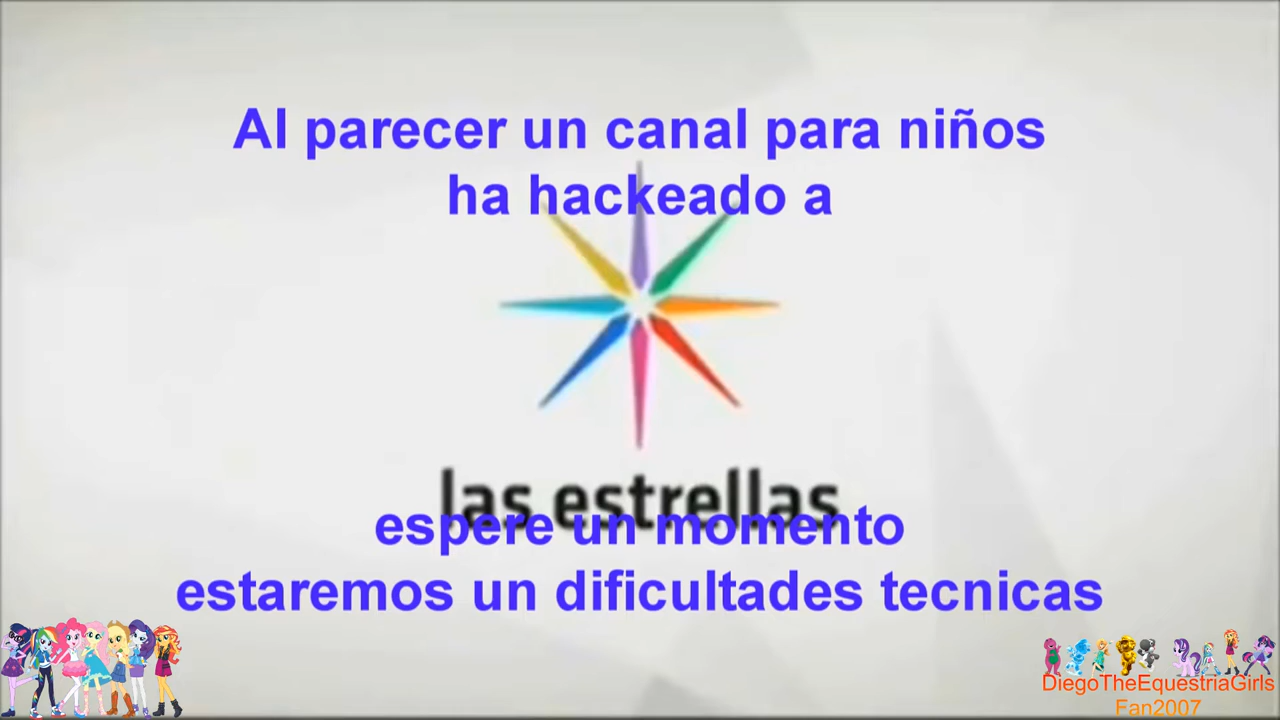 Al parecer un canal para niños
ha hackeado a
las estrellas
espere un momento
estaremos un dificultades tecnicas
DiegoTheEquestriaGirls
Fan2007